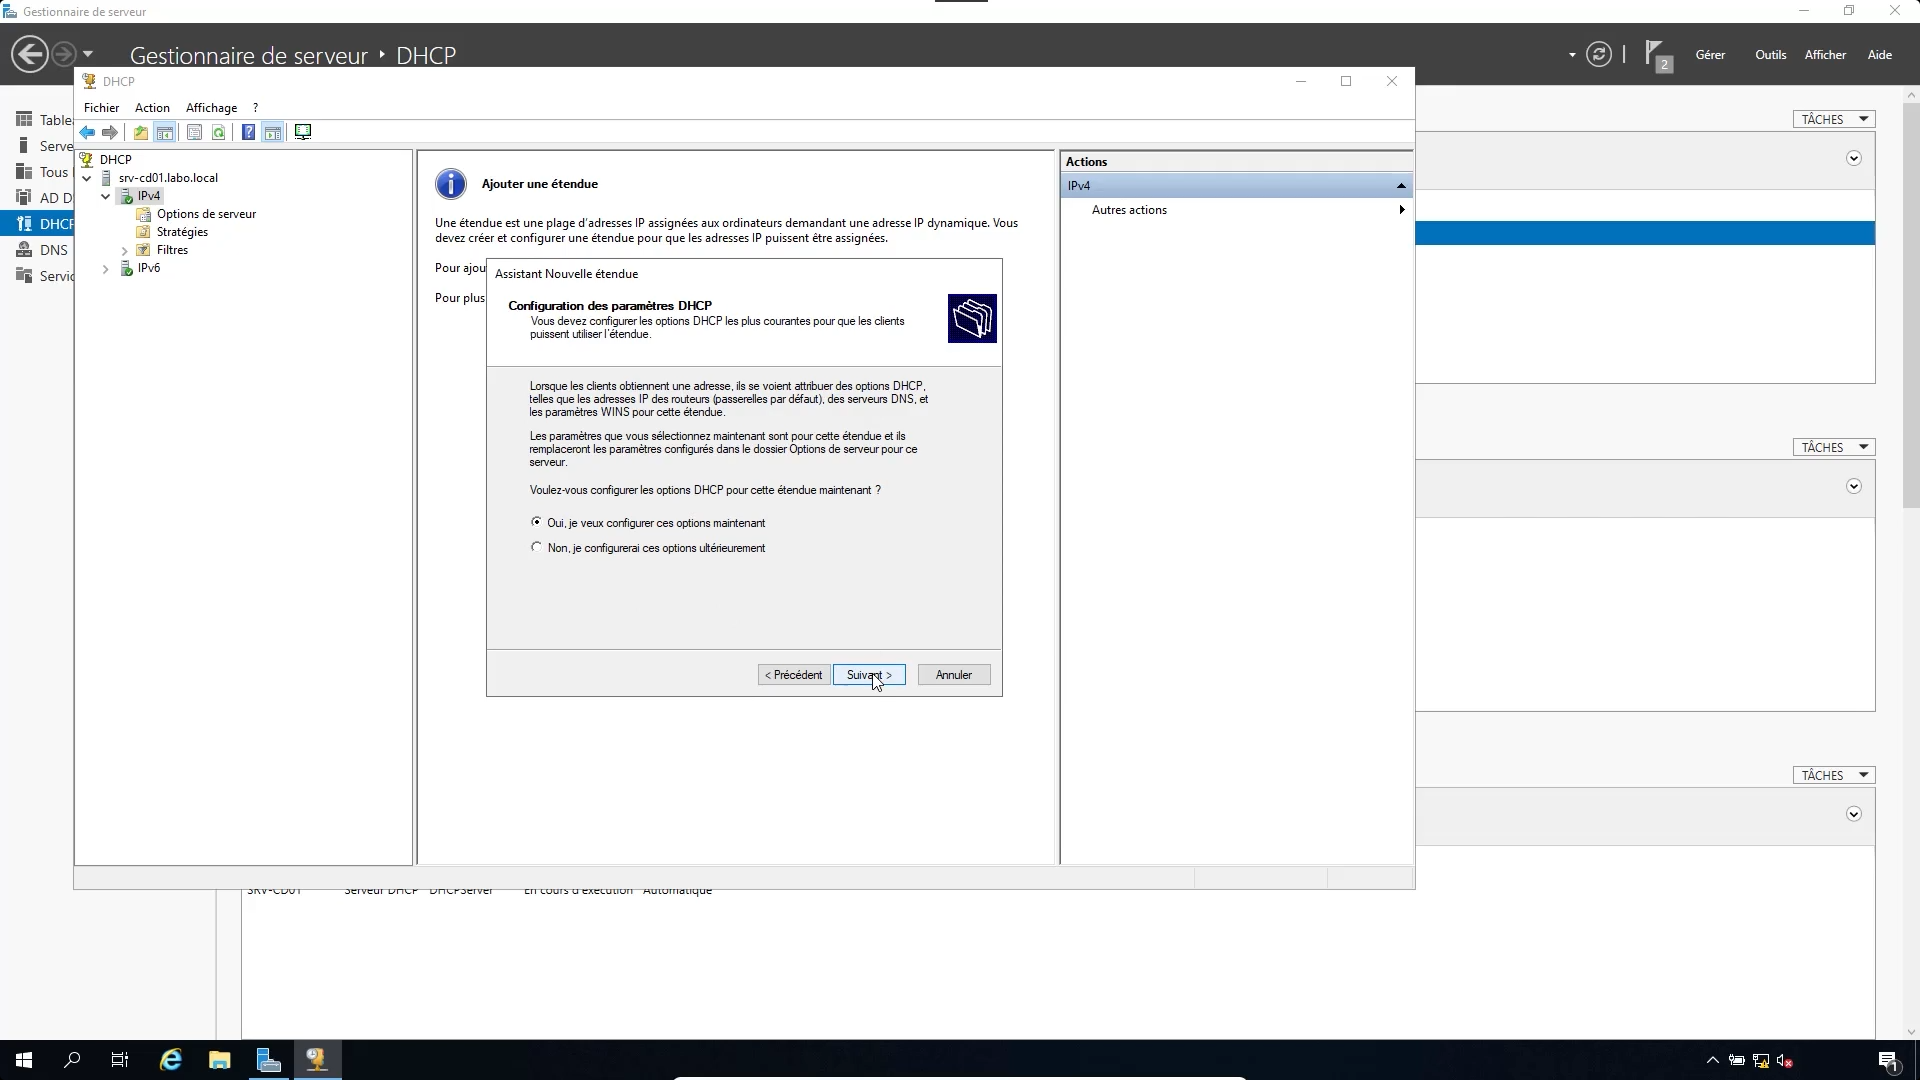 Gestionnaire de serveur
Gestionnaire de serveur ‣ DHCP
2
Gérer
Outils
Afficher
Aide
DHCP
Fichier
Action
Affichage
?
Serve
Tous
AD D
DHCP
DNS
Servic
DHCP
srv-cd01.labo.local
IPv4
Options de serveur
Stratégies
Filtres
IPv6
Ajouter une étendue
Une étendue est une plage d'adresses IP assignées aux ordinateurs demandant une adresse IP dynamique. Vous
devez créer et configurer une étendue pour que les adresses IP puissent être assignées.
Pour ajou
Pour plus
Assistant Nouvelle étendue
Configuration des paramètres DHCP
Vous devez configurer les options DHCP les plus courantes pour que les clients
puissent utiliser l'étendue.
Lorsque les clients obtiennent une adresse, ils se voient attribuer des options DHCP,
telles que les adresses IP des routeurs (passerelles par défaut), des serveurs DNS, et
les paramètres WINS pour cette étendue.
Les paramètres que vous sélectionnez maintenant sont pour cette étendue et ils
remplaceront les paramètres configurés dans le dossier Options de serveur pour ce
serveur.
Voulez-vous configurer les options DHCP pour cette étendue maintenant ?
Oui, je veux configurer ces options maintenant
Non, je configurerai ces options ultérieurement
< Précédent
Suivant >
Annuler
Actions
IPv4
Autres actions
TÂCHES
TÂCHES
TÂCHES
SRV-CD01 Serveur DHCP DHCPServer En cours d'exécution Automatique
1